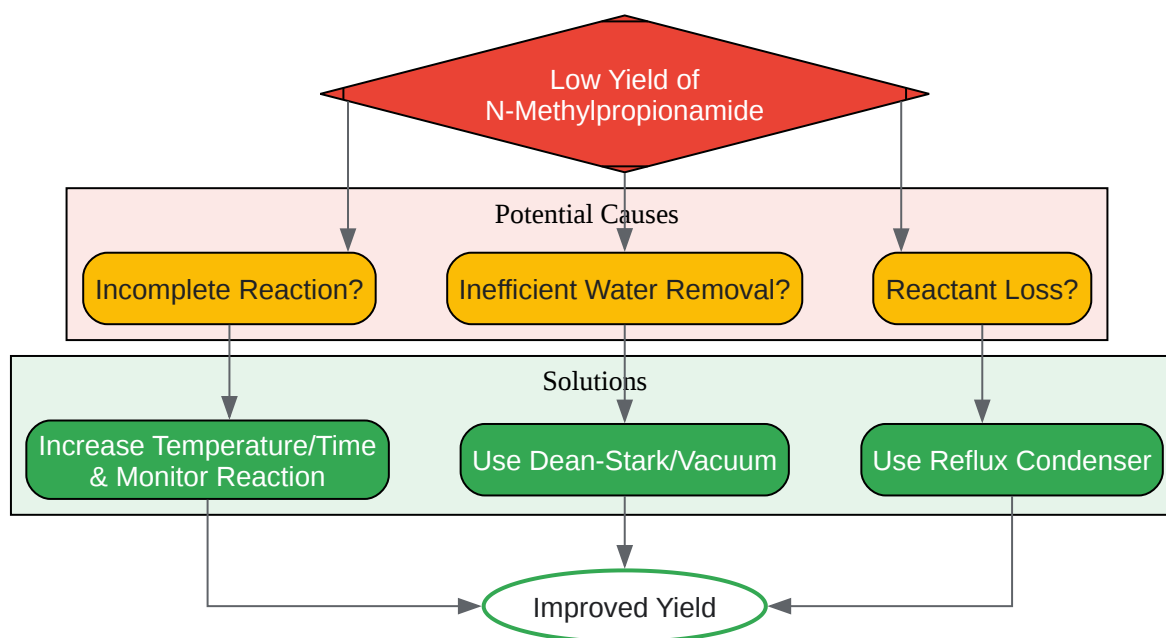 Low Yield of
N-Methylpropionamide
Potential Causes
Incomplete Reaction?
Inefficient Water Removal?
Reactant Loss?
Solutions
Increase Temperature/Time
& Monitor Reaction
Use Dean-Stark/Vacuum
Use Reflux Condenser
Improved Yield